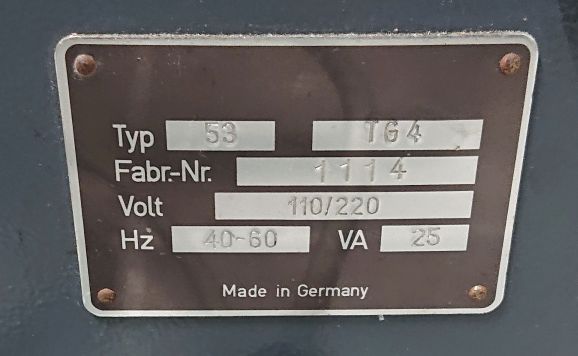 Typ 53 TG4
Fabr.-Nr. 1114
Volt 110/220
Hz 40-60 VA 25
Made in Germany